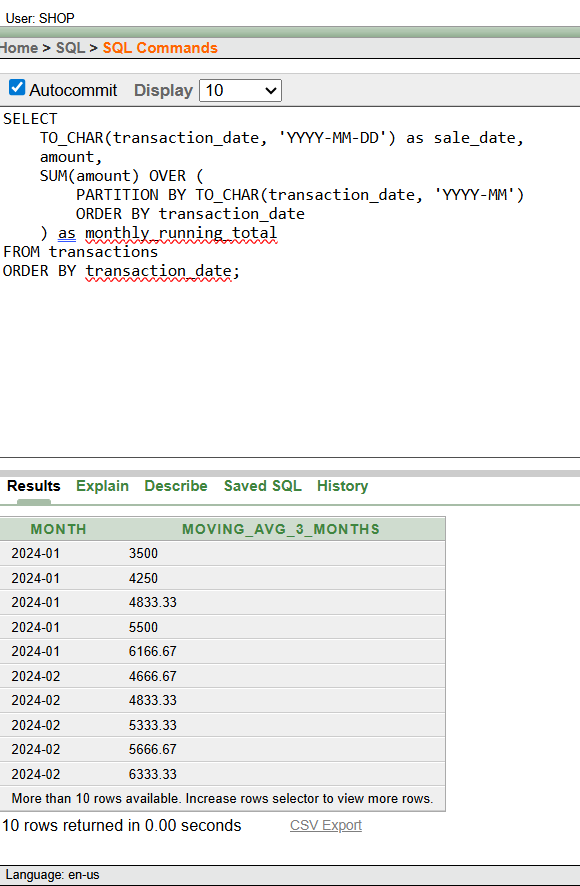 User: SHOP
Home > SQL > SQL Commands
Autocommit Display 10
SELECT
    TO_CHAR(transaction_date, 'YYYY-MM-DD') as sale_date,
    amount,
    SUM(amount) OVER (
        PARTITION BY TO_CHAR(transaction_date, 'YYYY-MM')
        ORDER BY transaction_date
    ) as monthly_running_total
FROM transactions
ORDER BY transaction_date;
Results Explain Describe Saved SQL History
MONTH MOVING_AVG_3_MONTHS
2024-01 3500
2024-01 4250
2024-01 4833.33
2024-01 5500
2024-01 6166.67
2024-02 4666.67
2024-02 4833.33
2024-02 5333.33
2024-02 5666.67
2024-02 6333.33
More than 10 rows available. Increase rows selector to view more rows.
10 rows returned in 0.00 seconds CSV Export
Language: en-us